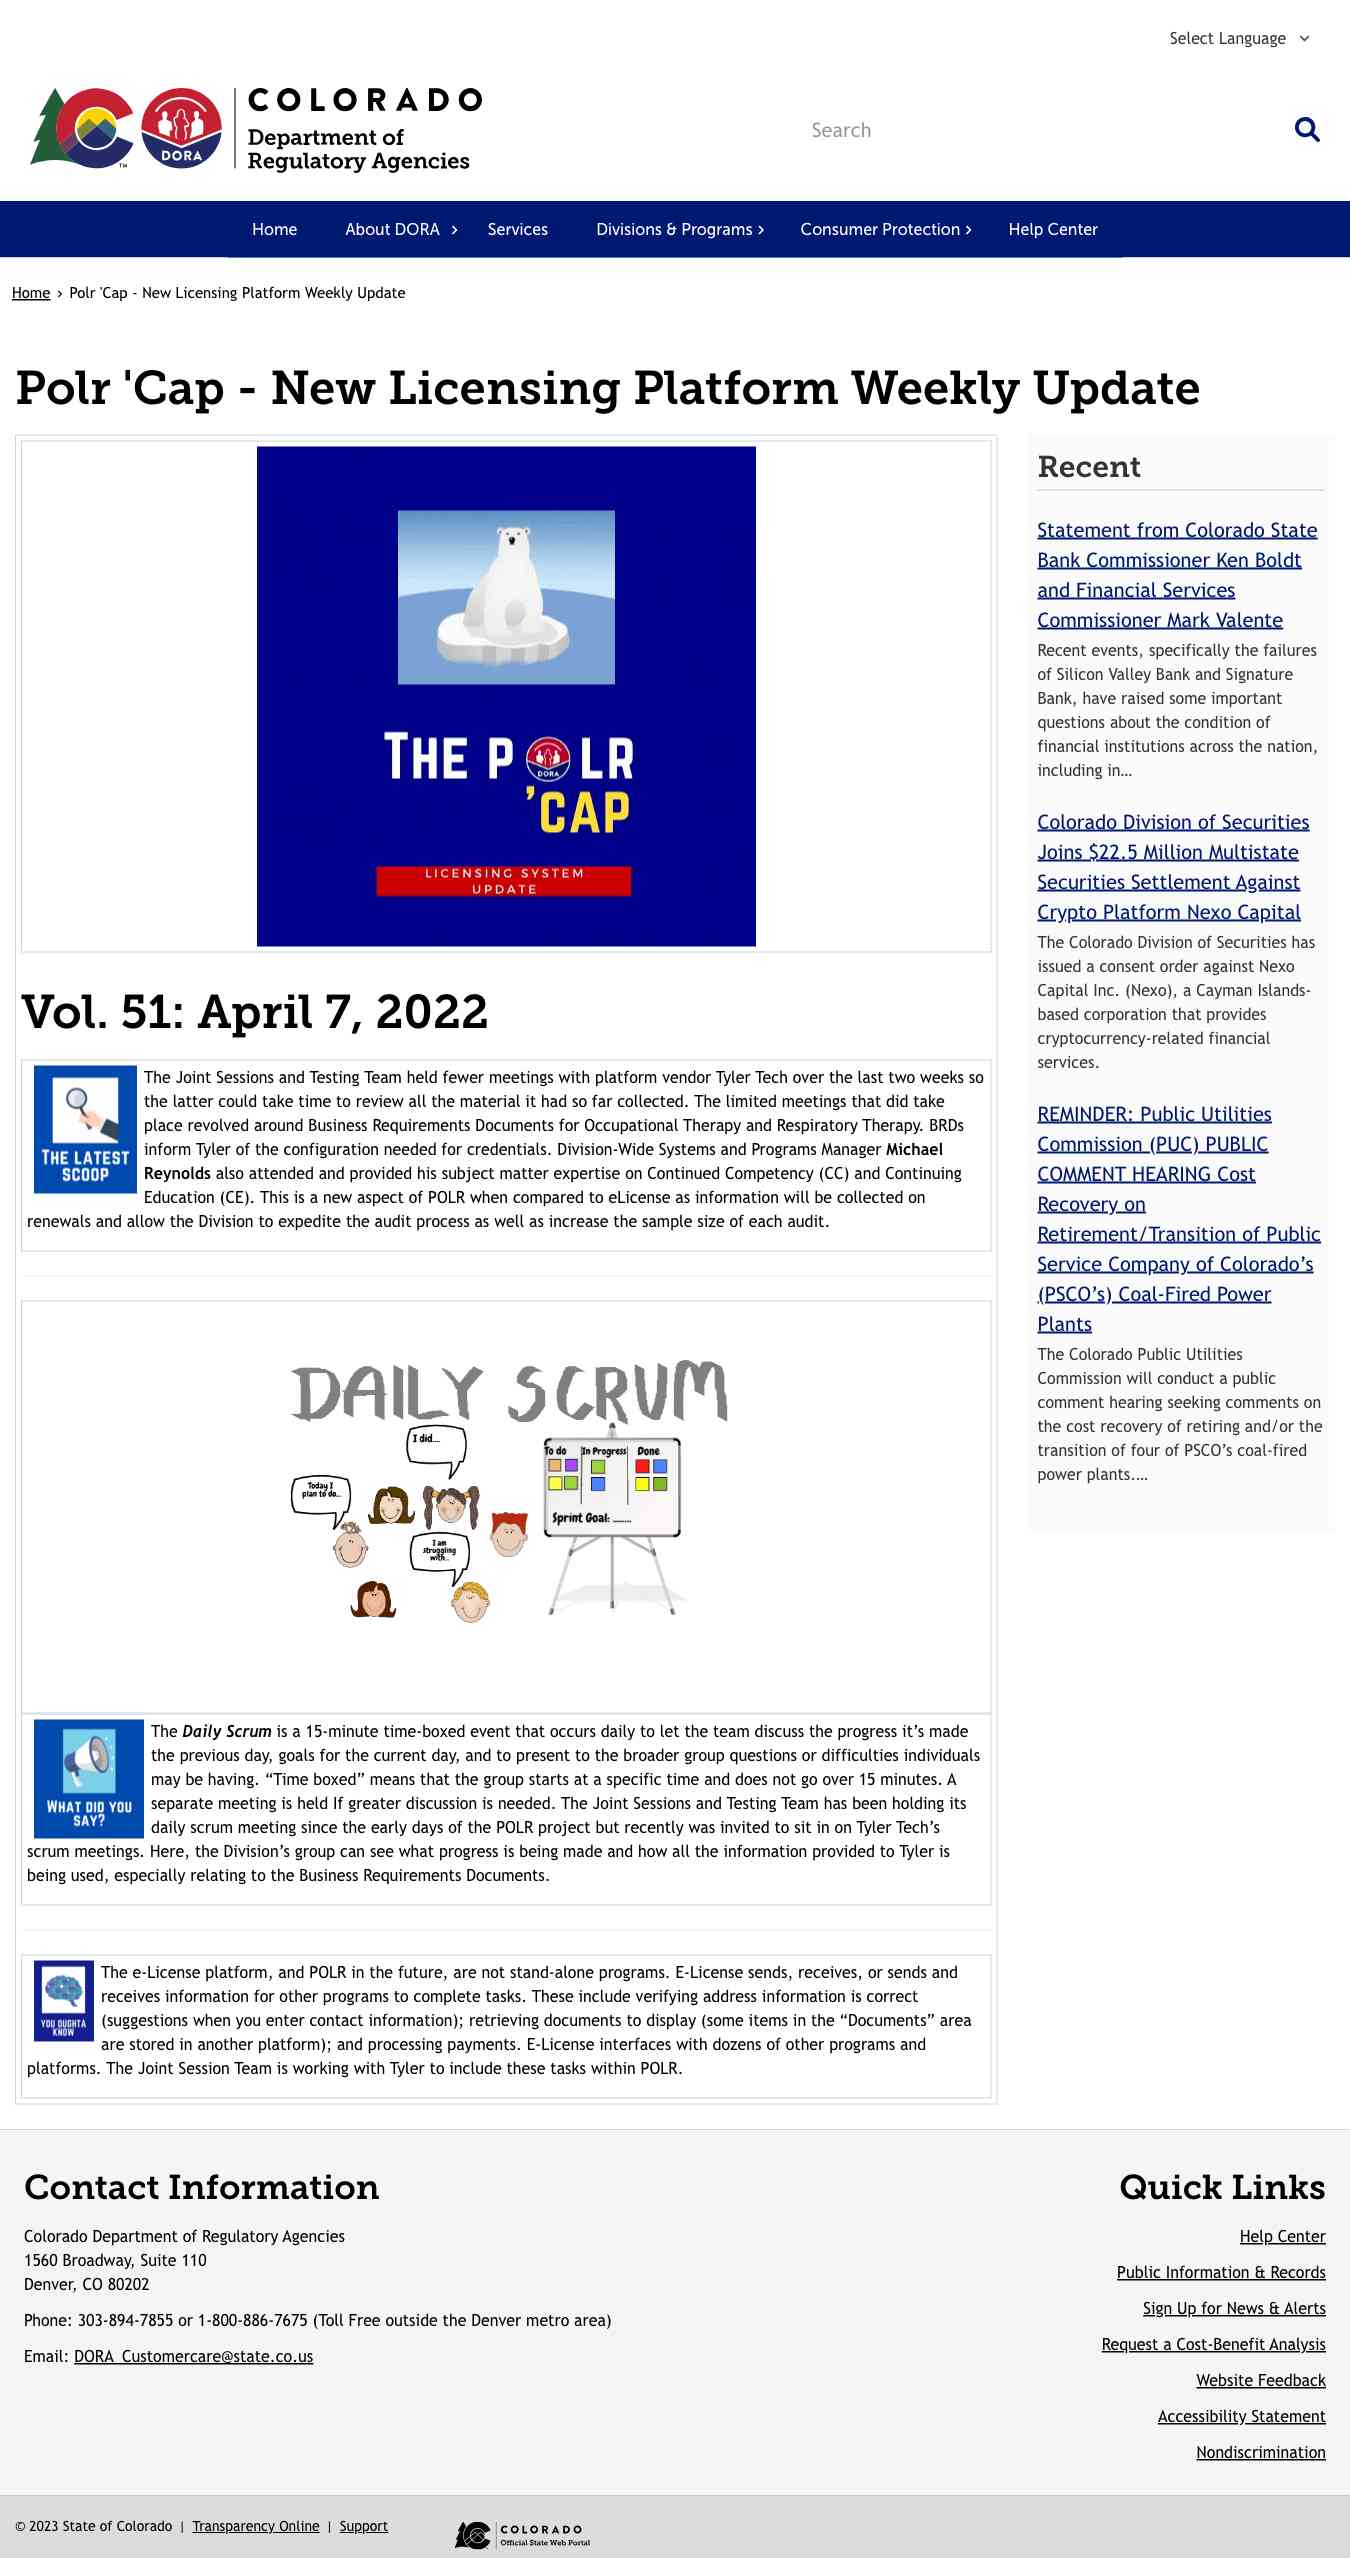 Select Language
COLORADO
Department of
Regulatory Agencies
DORA
TM
Search
Home
About DORA
Services
Divisions & Programs
Consumer Protection
Help Center
Home › Polr 'Cap - New Licensing Platform Weekly Update
Polr 'Cap - New Licensing Platform Weekly Update
THE POLR
DORA
'CAP
LICENSING SYSTEM
UPDATE
Vol. 51: April 7, 2022
THE LATEST
SCOOP
The Joint Sessions and Testing Team held fewer meetings with platform vendor Tyler Tech over the last two weeks so
the latter could take time to review all the material it had so far collected. The limited meetings that did take
place revolved around Business Requirements Documents for Occupational Therapy and Respiratory Therapy. BRDs
inform Tyler of the configuration needed for credentials. Division-Wide Systems and Programs Manager Michael
Reynolds also attended and provided his subject matter expertise on Continued Competency (CC) and Continuing
Education (CE). This is a new aspect of POLR when compared to eLicense as information will be collected on
renewals and allow the Division to expedite the audit process as well as increase the sample size of each audit.
DAILY SCRUM
I did....
Today I
plan to do...
I am
struggling
with...
To do
In Progress
Done
Sprint Goal: ......
WHAT DID YOU
SAY?
The Daily Scrum is a 15-minute time-boxed event that occurs daily to let the team discuss the progress it’s made
the previous day, goals for the current day, and to present to the broader group questions or difficulties individuals
may be having. “Time boxed” means that the group starts at a specific time and does not go over 15 minutes. A
separate meeting is held If greater discussion is needed. The Joint Sessions and Testing Team has been holding its
daily scrum meeting since the early days of the POLR project but recently was invited to sit in on Tyler Tech’s
scrum meetings. Here, the Division’s group can see what progress is being made and how all the information provided to Tyler is
being used, especially relating to the Business Requirements Documents.
YOU OUGHTA
KNOW
The e-License platform, and POLR in the future, are not stand-alone programs. E-License sends, receives, or sends and
receives information for other programs to complete tasks. These include verifying address information is correct
(suggestions when you enter contact information); retrieving documents to display (some items in the “Documents” area
are stored in another platform); and processing payments. E-License interfaces with dozens of other programs and
platforms. The Joint Session Team is working with Tyler to include these tasks within POLR.
Recent
Statement from Colorado State
Bank Commissioner Ken Boldt
and Financial Services
Commissioner Mark Valente
Recent events, specifically the failures
of Silicon Valley Bank and Signature
Bank, have raised some important
questions about the condition of
financial institutions across the nation,
including in…
Colorado Division of Securities
Joins $22.5 Million Multistate
Securities Settlement Against
Crypto Platform Nexo Capital
The Colorado Division of Securities has
issued a consent order against Nexo
Capital Inc. (Nexo), a Cayman Islands-
based corporation that provides
cryptocurrency-related financial
services.
REMINDER: Public Utilities
Commission (PUC) PUBLIC
COMMENT HEARING Cost
Recovery on
Retirement/Transition of Public
Service Company of Colorado’s
(PSCO’s) Coal-Fired Power
Plants
The Colorado Public Utilities
Commission will conduct a public
comment hearing seeking comments on
the cost recovery of retiring and/or the
transition of four of PSCO’s coal-fired
power plants.…
Contact Information
Colorado Department of Regulatory Agencies
1560 Broadway, Suite 110
Denver, CO 80202
Phone: 303-894-7855 or 1-800-886-7675 (Toll Free outside the Denver metro area)
Email: DORA_Customercare@state.co.us
Quick Links
Help Center
Public Information & Records
Sign Up for News & Alerts
Request a Cost-Benefit Analysis
Website Feedback
Accessibility Statement
Nondiscrimination
© 2023 State of Colorado | Transparency Online | Support
COLORADO
Official State Web Portal